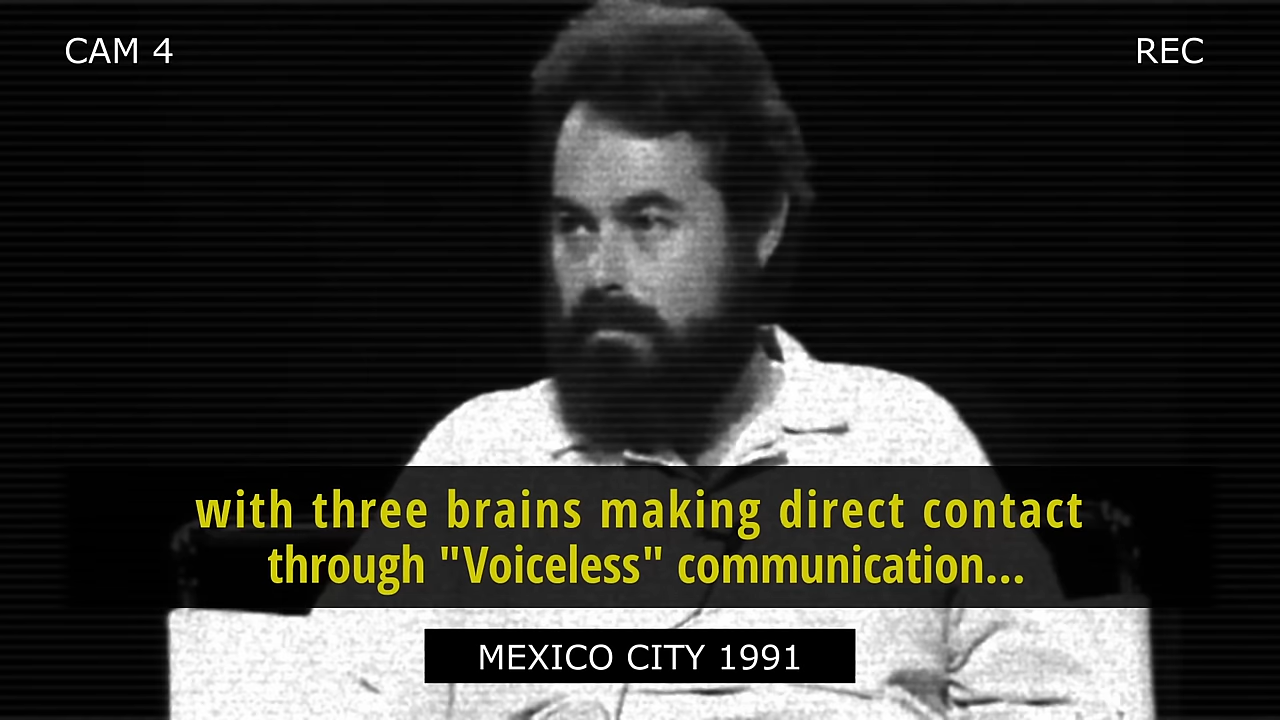 CAM 4
REC
with three brains making direct contact
through "Voiceless" communication...
MEXICO CITY 1991